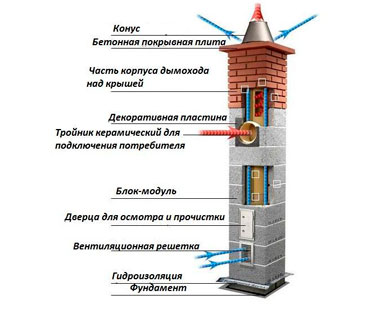 Конус
Бетонная покрывная плита
Часть корпуса дымохода
над крышей
Декоративная пластина
Тройник керамический для
подключения потребителя
Блок-модуль
Дверца для осмотра и прочистки
Вентиляционная решетка
Гидроизоляция
Фундамент